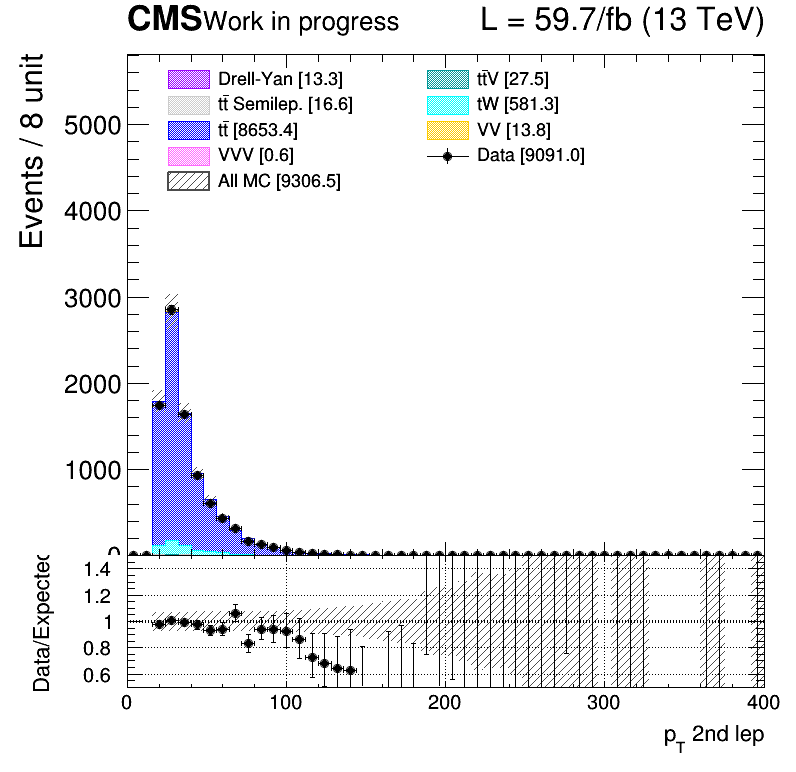 CMS Work in progress L = 59.7/fb (13 TeV)
Events / 8 unit
5000
4000
3000
2000
1000
0
Drell-Yan [13.3]
tt̄ Semilep. [16.6]
tt̄ [8653.4]
VVV [0.6]
All MC [9306.5]
tt̄V [27.5]
tW [581.3]
VV [13.8]
Data [9091.0]
Data/Expected
1.4
1.2
1
0.8
0.6
0 100 200 300 400
p_T 2nd lep